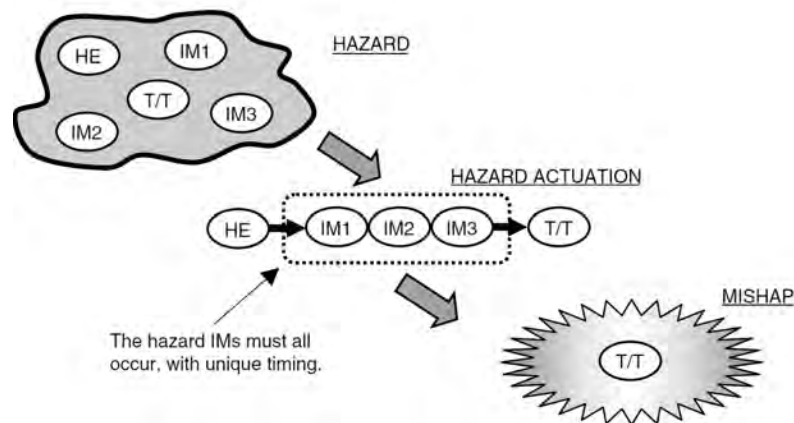 HAZARD
HE
IM1
T/T
IM2
IM3
HAZARD ACTUATION
HE
IM1
IM2
IM3
T/T
The hazard IMs must all
occur, with unique timing.
MISHAP
T/T